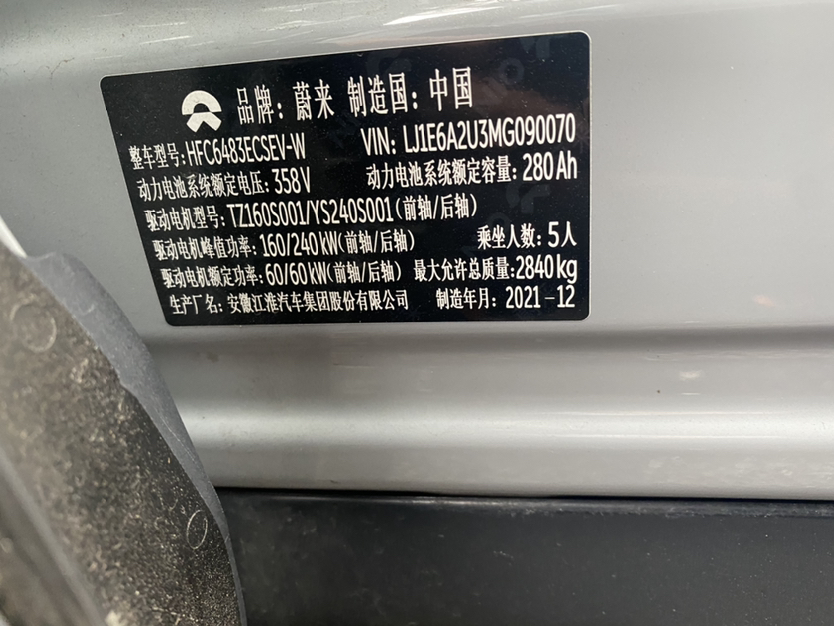 品牌：蔚来 制造国：中国
整车型号：HFC6483ECSEV-W VIN：LJ1E6A2U3MG090070
动力电池系统额定电压：358V 动力电池系统额定容量：280Ah
驱动电机型号：TZ160S001/YS240S001（前轴/后轴）
驱动电机峰值功率：160/240kW（前轴/后轴） 乘坐人数：5人
驱动电机额定功率：60/60kW（前轴/后轴） 最大允许总质量：2840kg
生产厂名：安徽江淮汽车集团股份有限公司 制造年月：2021-12